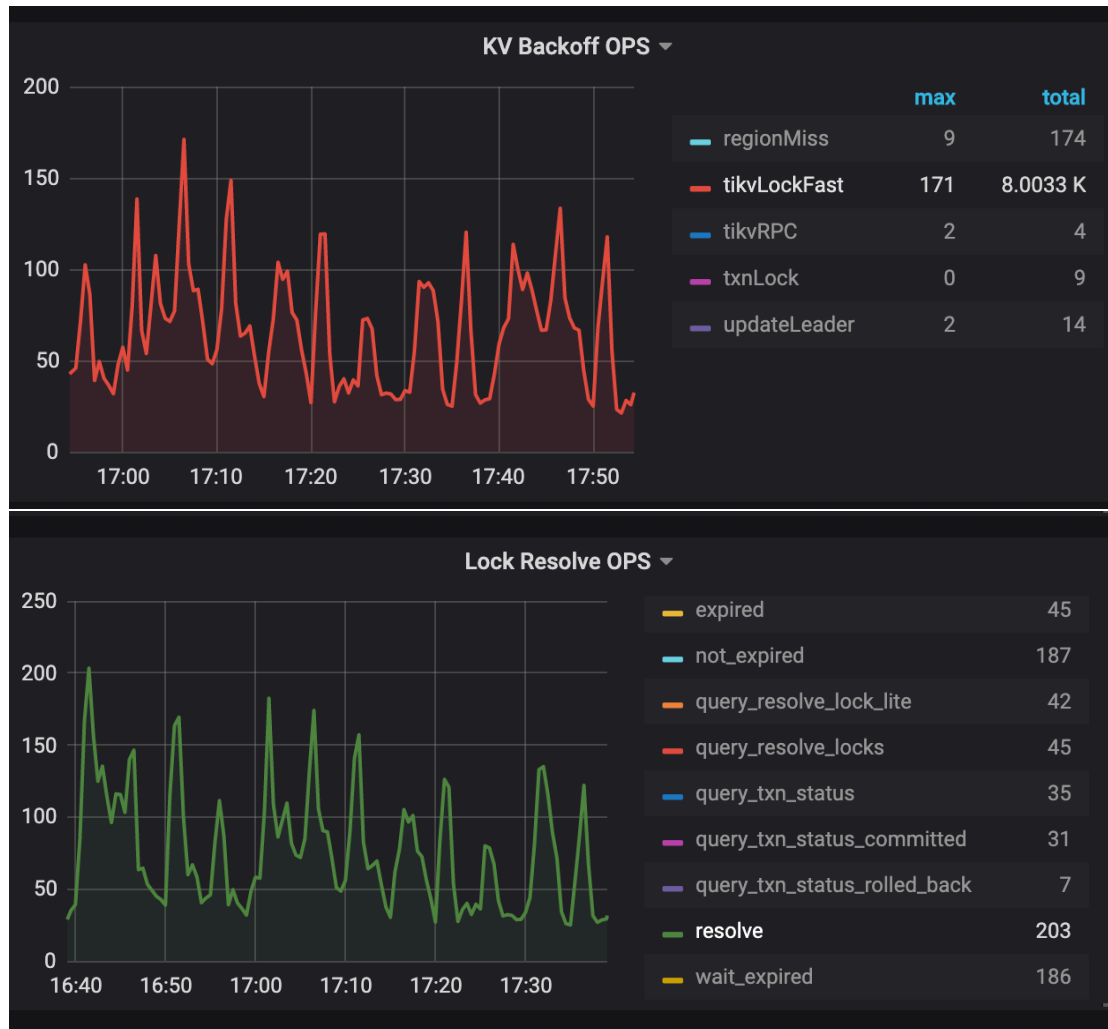 KV Backoff OPS
200
150
100
50
0
17:00 17:10 17:20 17:30 17:40 17:50
max total
regionMiss 9 174
tikvLockFast 171 8.0033 K
tikvRPC 2 4
txnLock 0 9
updateLeader 2 14
Lock Resolve OPS
250
200
150
100
50
0
16:40 16:50 17:00 17:10 17:20 17:30
expired 45
not_expired 187
query_resolve_lock_lite 42
query_resolve_locks 45
query_txn_status 35
query_txn_status_committed 31
query_txn_status_rolled_back 7
resolve 203
wait_expired 186